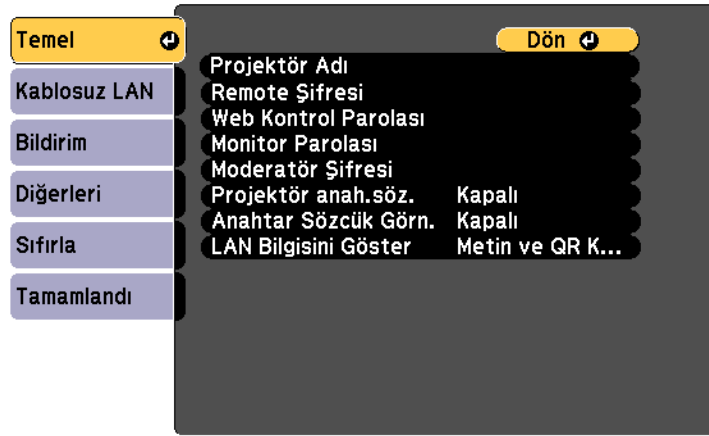 Temel
Kablosuz LAN
Bildirim
Diğerleri
Sıfırla
Tamamlandı
Dön
Projektör Adı
Remote Şifresi
Web Kontrol Parolası
Monitor Parolası
Moderatör Şifresi
Projektör anah.söz. Kapalı
Anahtar Sözcük Görn. Kapalı
LAN Bilgisini Göster Metin ve QR K...